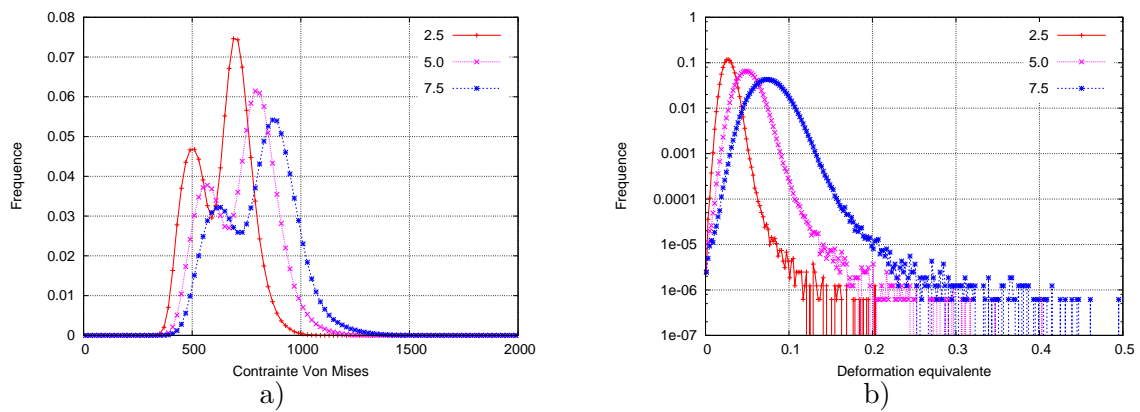 0.08
0.07
0.06
0.05
0.04
0.03
0.02
0.01
0
Frequence
0 500 1000 1500 2000
Contrainte Von Mises
2.5
5.0
7.5
a)
1
0.1
0.01
0.001
0.0001
1e-05
1e-06
1e-07
Frequence
0 0.1 0.2 0.3 0.4 0.5
Deformation equivalente
2.5
5.0
7.5
b)